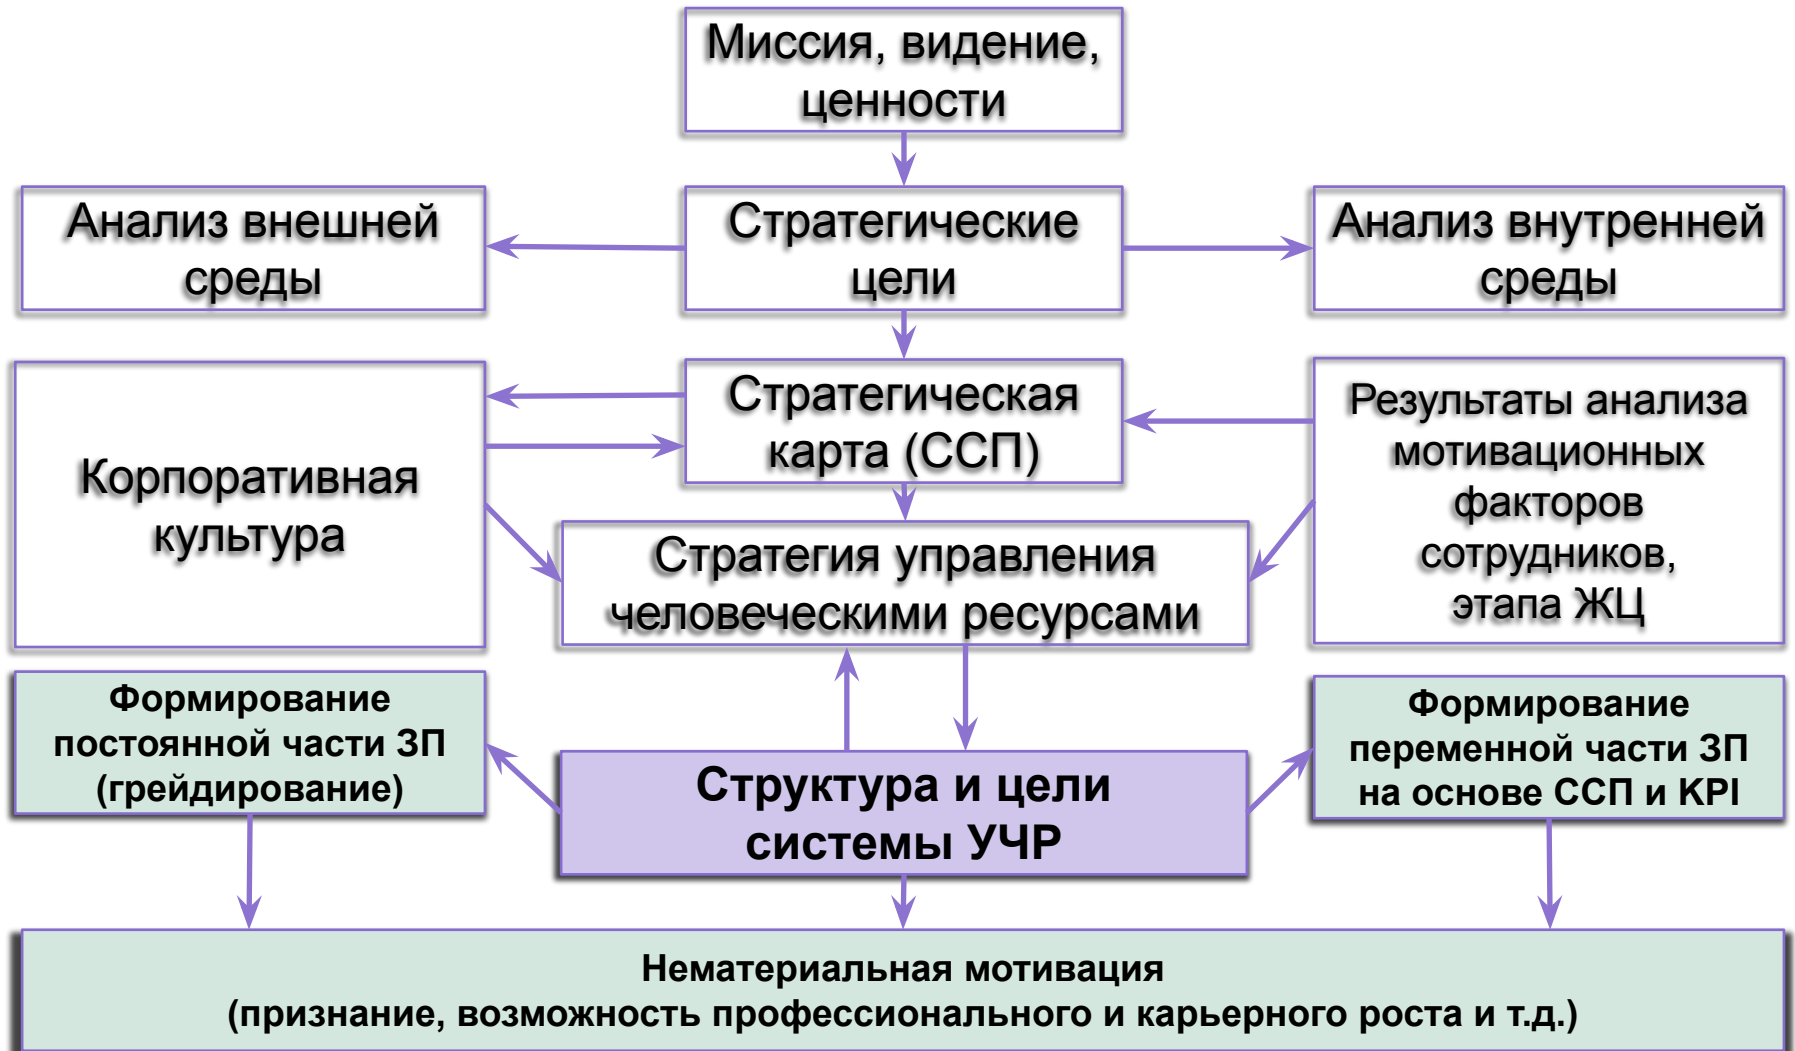 Миссия, видение,
ценности
Анализ внешней
среды
Стратегические
цели
Анализ внутренней
среды
Корпоративная
культура
Стратегическая
карта (ССП)
Результаты анализа
мотивационных
факторов
сотрудников,
этапа ЖЦ
Стратегия управления
человеческими ресурсами
Формирование
постоянной части ЗП
(грейдирование)
Структура и цели
системы УЧР
Формирование
переменной части ЗП
на основе ССП и KPI
Нематериальная мотивация
(признание, возможность профессионального и карьерного роста и т.д.)